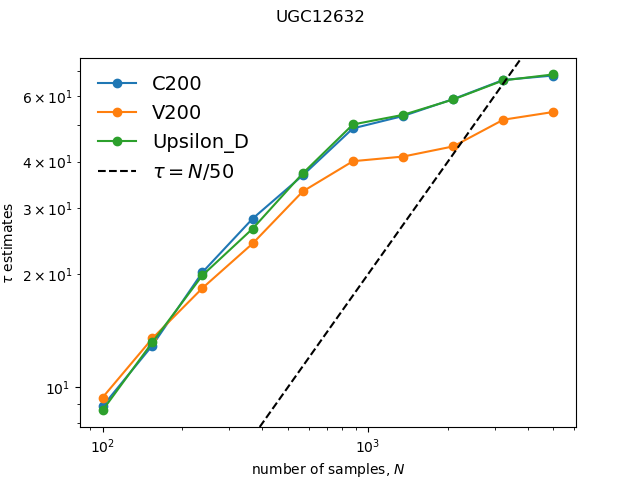 UGC12632
C200
V200
Upsilon_D
τ = N/50
6 × 10¹
4 × 10¹
3 × 10¹
2 × 10¹
10¹
τ estimates
10² 10³
number of samples, N